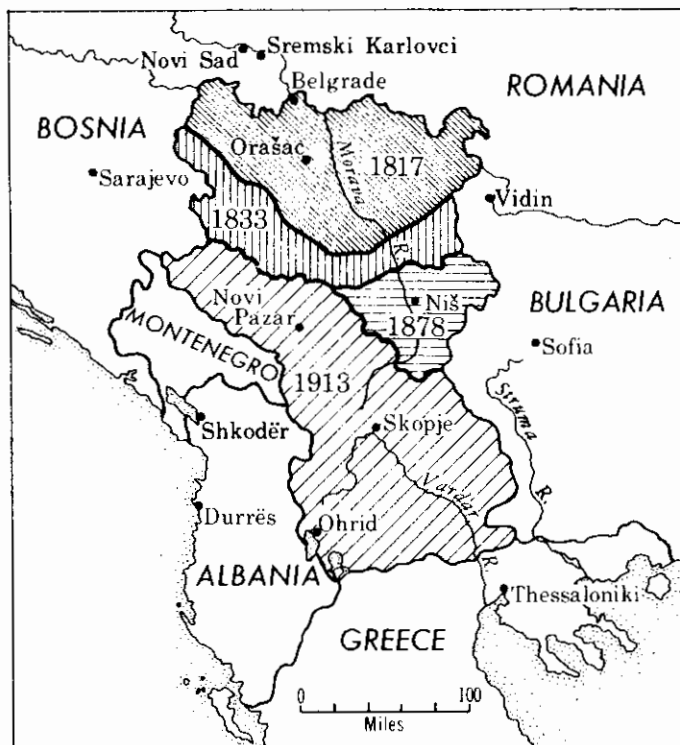 Novi Sad
Sremski Karlovci
Belgrade
ROMANIA
BOSNIA
Orašac
Morava
R.
1817
Sarajevo
Vidin
1833
Novi
Pazar
Niš
1878
BULGARIA
MONTENEGRO
Sofia
1913
Struma
R.
Shkodër
Skopje
Vardar
R.
Durrës
Ohrid
ALBANIA
Thessaloniki
GREECE
0 100
Miles